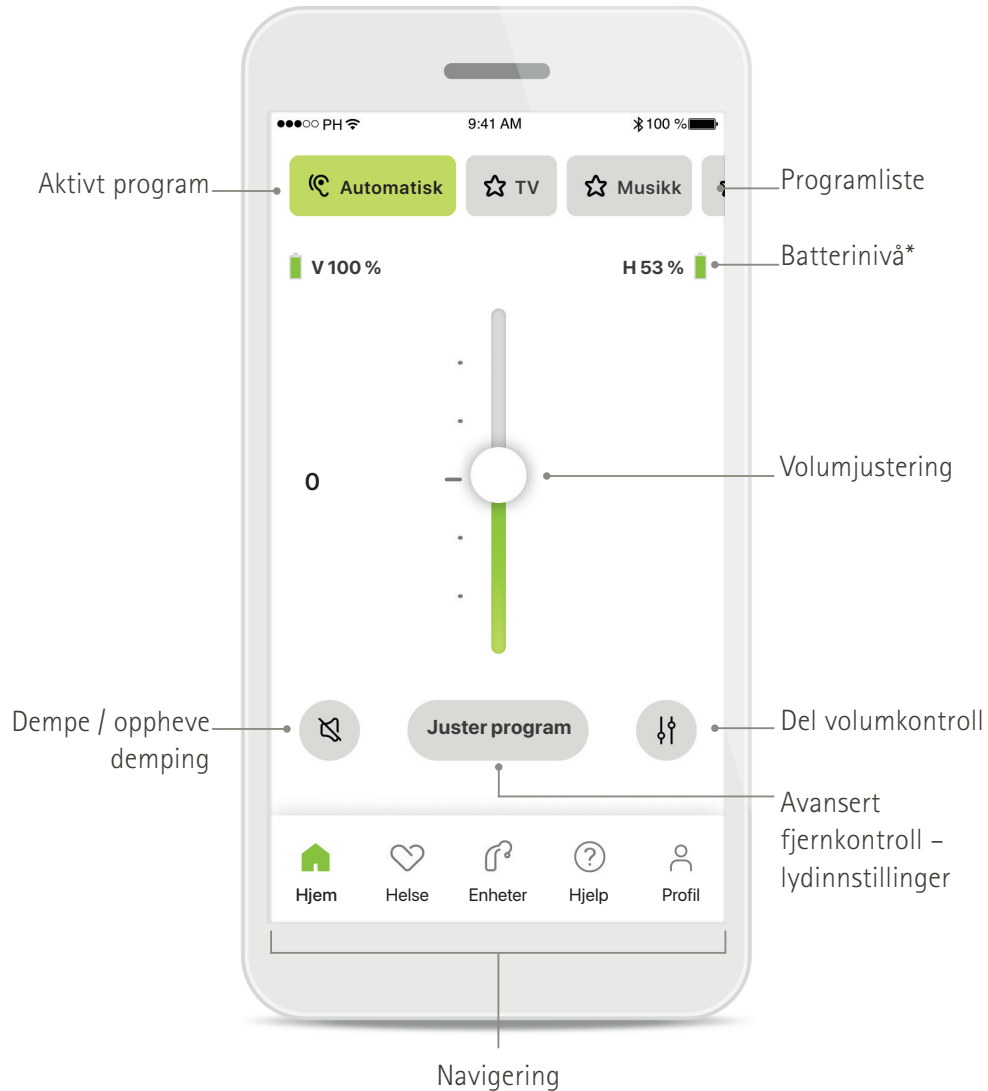 PH 9:41 AM 100 %
Aktivt program
Automatisk TV Musikk
Programliste
V 100 % H 53 %
Batterinivå*
0
Volumjustering
Dempe / oppheve
demping
Juster program
Del volumkontroll
Avansert
fjernkontroll –
lydinnstillinger
Hjem Helse Enheter Hjelp Profil
Navigering